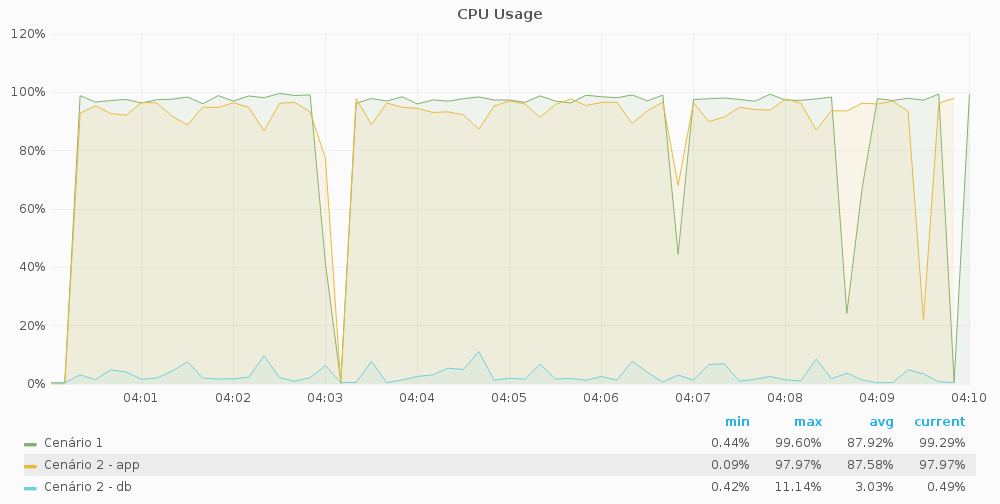 CPU Usage
120%
100%
80%
60%
40%
20%
0%
04:01 04:02 04:03 04:04 04:05 04:06 04:07 04:08 04:09 04:10
min max avg current
Cenário 1 0.44% 99.60% 87.92% 99.29%
Cenário 2 - app 0.09% 97.97% 87.58% 97.97%
Cenário 2 - db 0.42% 11.14% 3.03% 0.49%